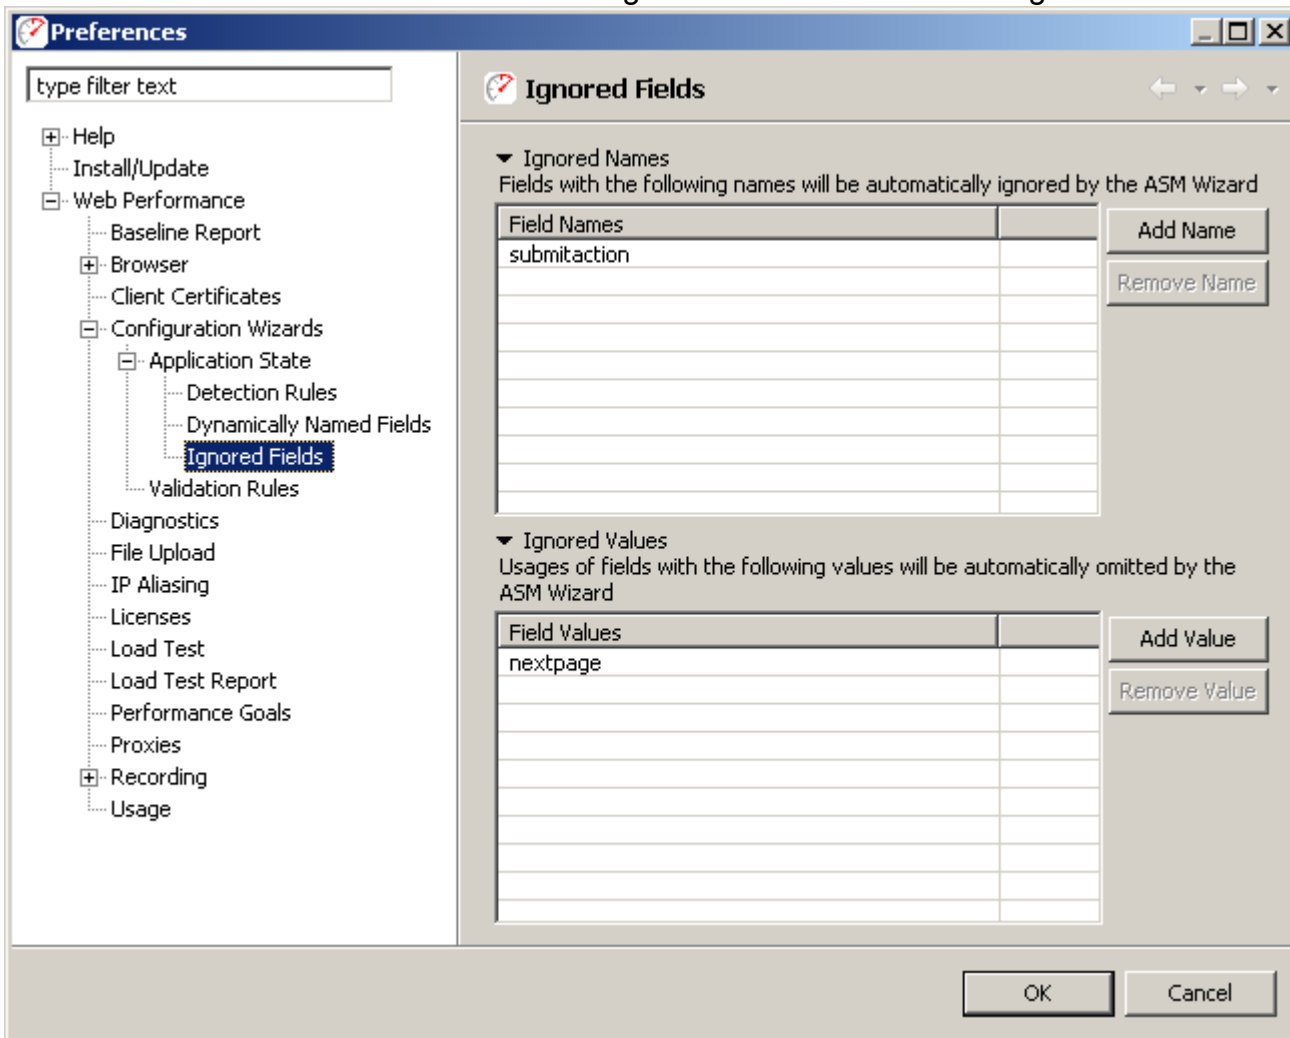 Preferences
type filter text
Help
Install/Update
Web Performance
Baseline Report
Browser
Client Certificates
Configuration Wizards
Application State
Detection Rules
Dynamically Named Fields
Ignored Fields
Validation Rules
Diagnostics
File Upload
IP Aliasing
Licenses
Load Test
Load Test Report
Performance Goals
Proxies
Recording
Usage
Ignored Fields
Ignored Names
Fields with the following names will be automatically ignored by the ASM Wizard
Field Names
submitaction
Add Name
Remove Name
Ignored Values
Usages of fields with the following values will be automatically omitted by the
ASM Wizard
Field Values
nextpage
Add Value
Remove Value
OK
Cancel